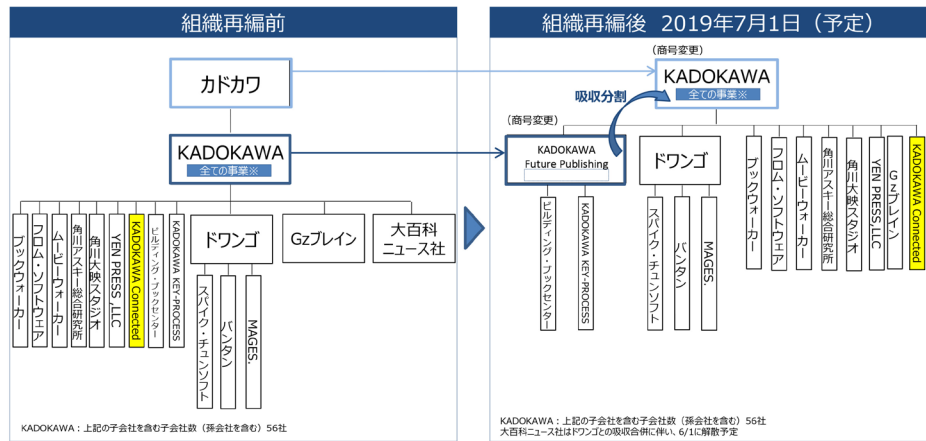 組織再編前
カドカワ
KADOKAWA
全ての事業※
ブックウォーカー
フロム・ソフトウェア
ムービーウォーカー
角川アスキー総合研究所
角川大映スタジオ
YEN PRESS,LLC
KADOKAWA Connected
ビルディング・ブックセンター
KADOKAWA KEY-PROCESS
ドワンゴ
スパイク・チュンソフト
バンタン
MAGES.
Gzブレイン
大百科
ニュース社
KADOKAWA：上記の子会社を含む子会社数（孫会社を含む）56社
組織再編後 2019年7月1日（予定）
（商号変更）
KADOKAWA
全ての事業※
吸収分割
（商号変更）
KADOKAWA
Future Publishing
ビルディング・ブックセンター
KADOKAWA KEY-PROCESS
ドワンゴ
スパイク・チュンソフト
バンタン
MAGES.
ブックウォーカー
フロム・ソフトウェア
ムービーウォーカー
角川アスキー総合研究所
角川大映スタジオ
YEN PRESS,LLC
Gzブレイン
KADOKAWA Connected
KADOKAWA：上記の子会社を含む子会社数（孫会社を含む）56社
大百科ニュース社はドワンゴとの吸収合併に伴い、6/1に解散予定